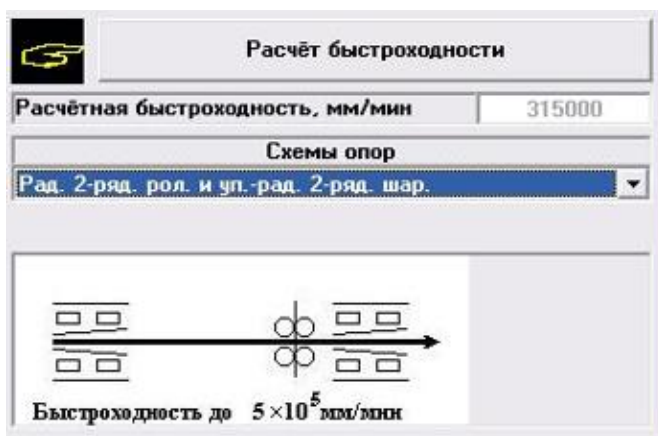 Расчёт быстроходности
Расчётная быстроходность, мм/мин 315000
Схемы опор
Рад. 2-ряд. рол. и уп.-рад. 2-ряд. шар.
Быстроходность до 5×10⁵мм/мин